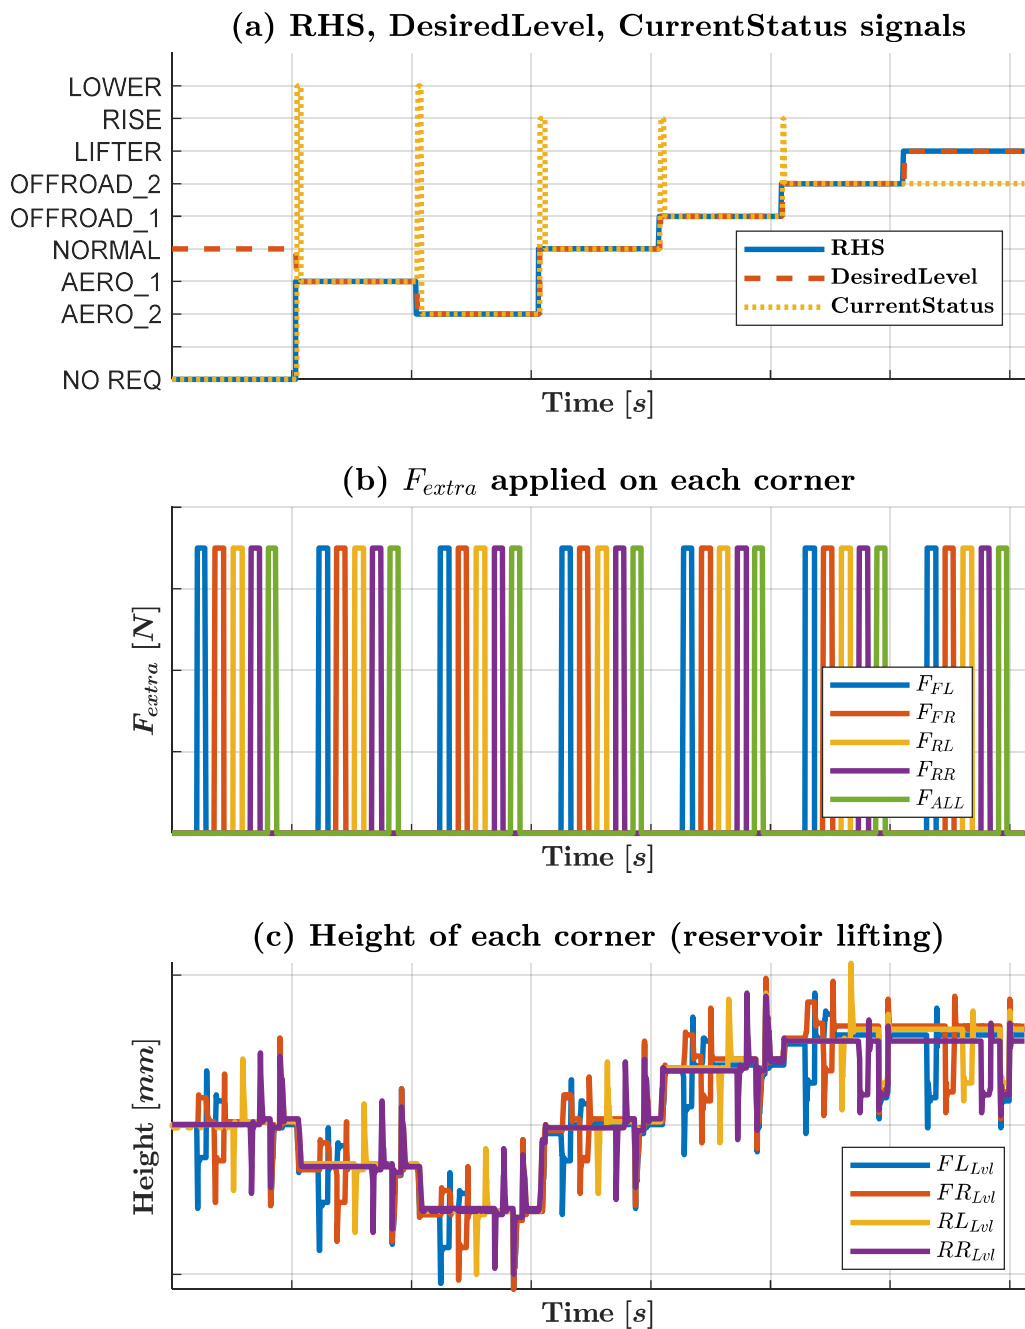 (a) RHS, DesiredLevel, CurrentStatus signals
LOWER
RISE
LIFTER
OFFROAD_2
OFFROAD_1
NORMAL
AERO_1
AERO_2
NO REQ
RHS
DesiredLevel
CurrentStatus
Time [s]
(b) F_extra applied on each corner
F_extra [N]
F_FL
F_FR
F_RL
F_RR
F_ALL
Time [s]
(c) Height of each corner (reservoir lifting)
Height [mm]
FL_Lvl
FR_Lvl
RL_Lvl
RR_Lvl
Time [s]